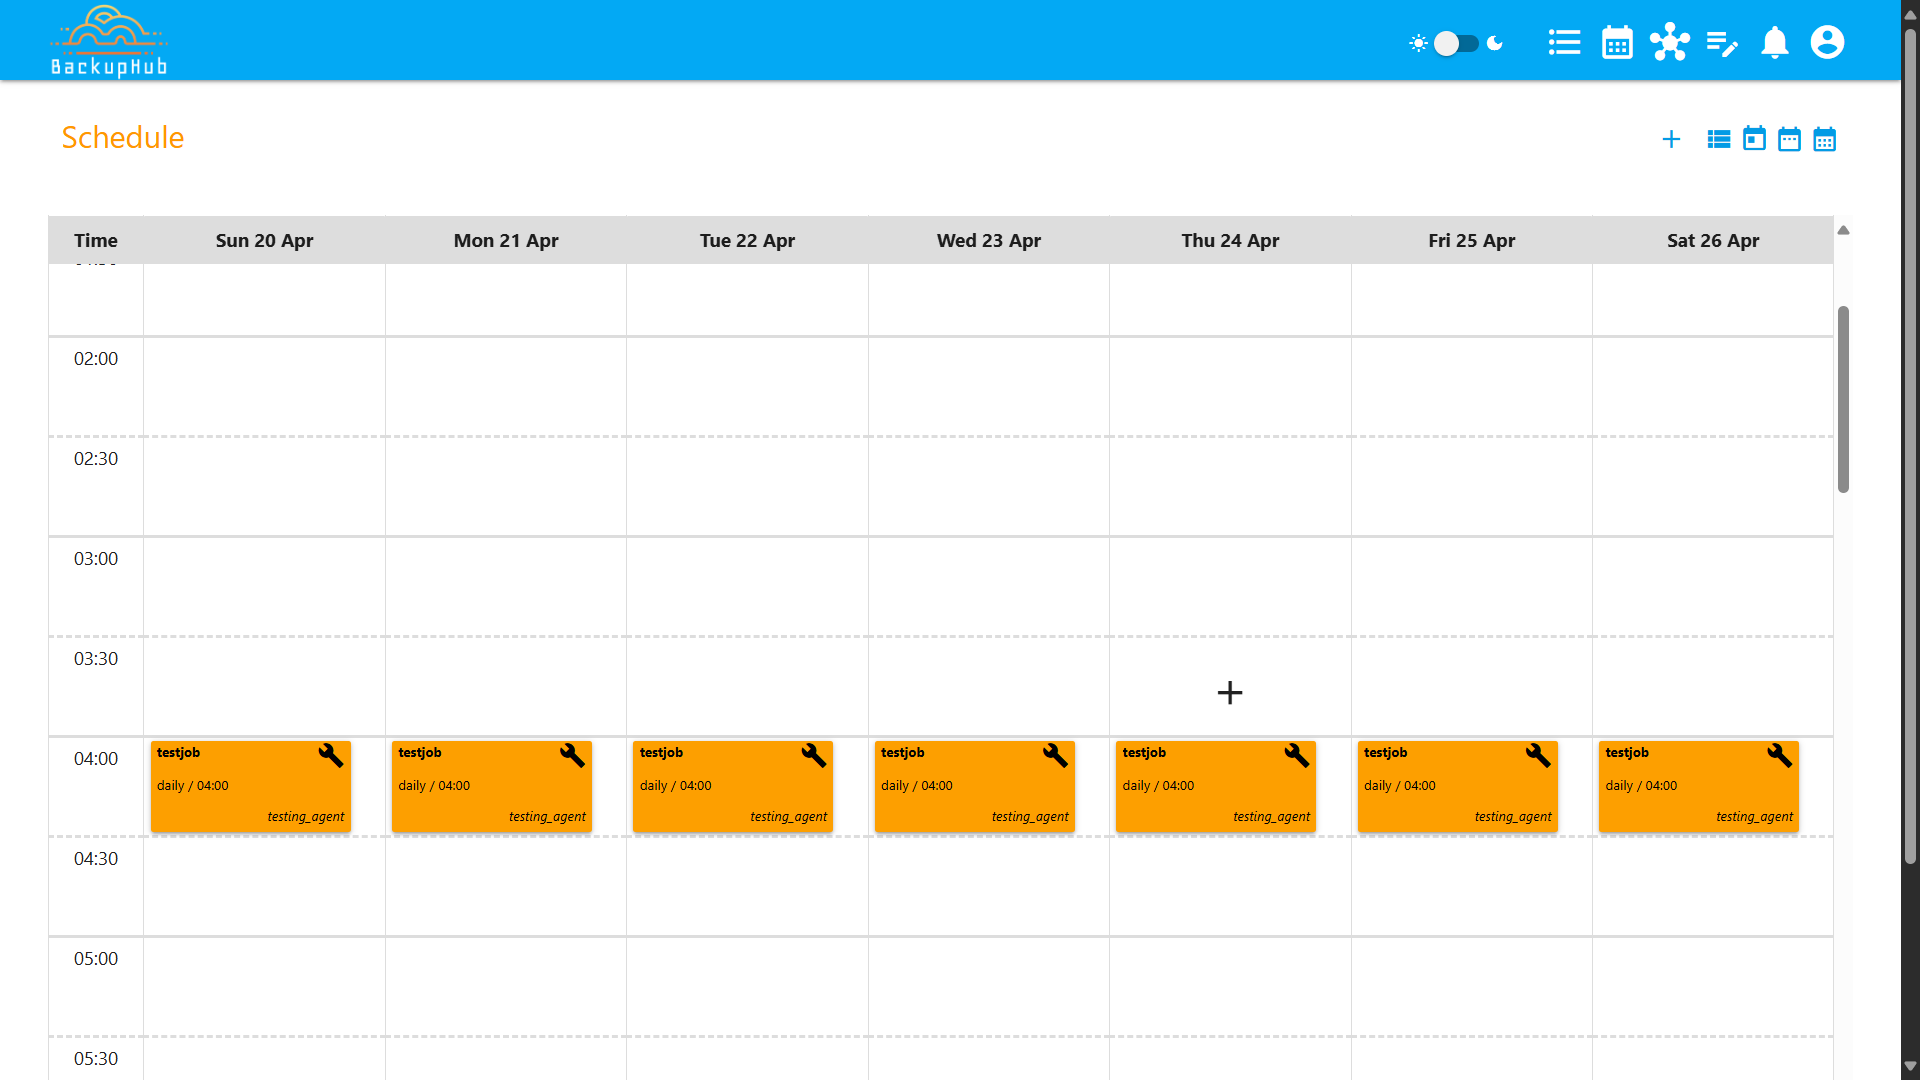 BackupHub
Schedule
Time Sun 20 Apr Mon 21 Apr Tue 22 Apr Wed 23 Apr Thu 24 Apr Fri 25 Apr Sat 26 Apr
02:00
02:30
03:00
03:30
04:00
testjob testjob testjob testjob testjob testjob testjob
daily / 04:00 daily / 04:00 daily / 04:00 daily / 04:00 daily / 04:00 daily / 04:00 daily / 04:00
testing_agent testing_agent testing_agent testing_agent testing_agent testing_agent testing_agent
04:30
05:00
05:30